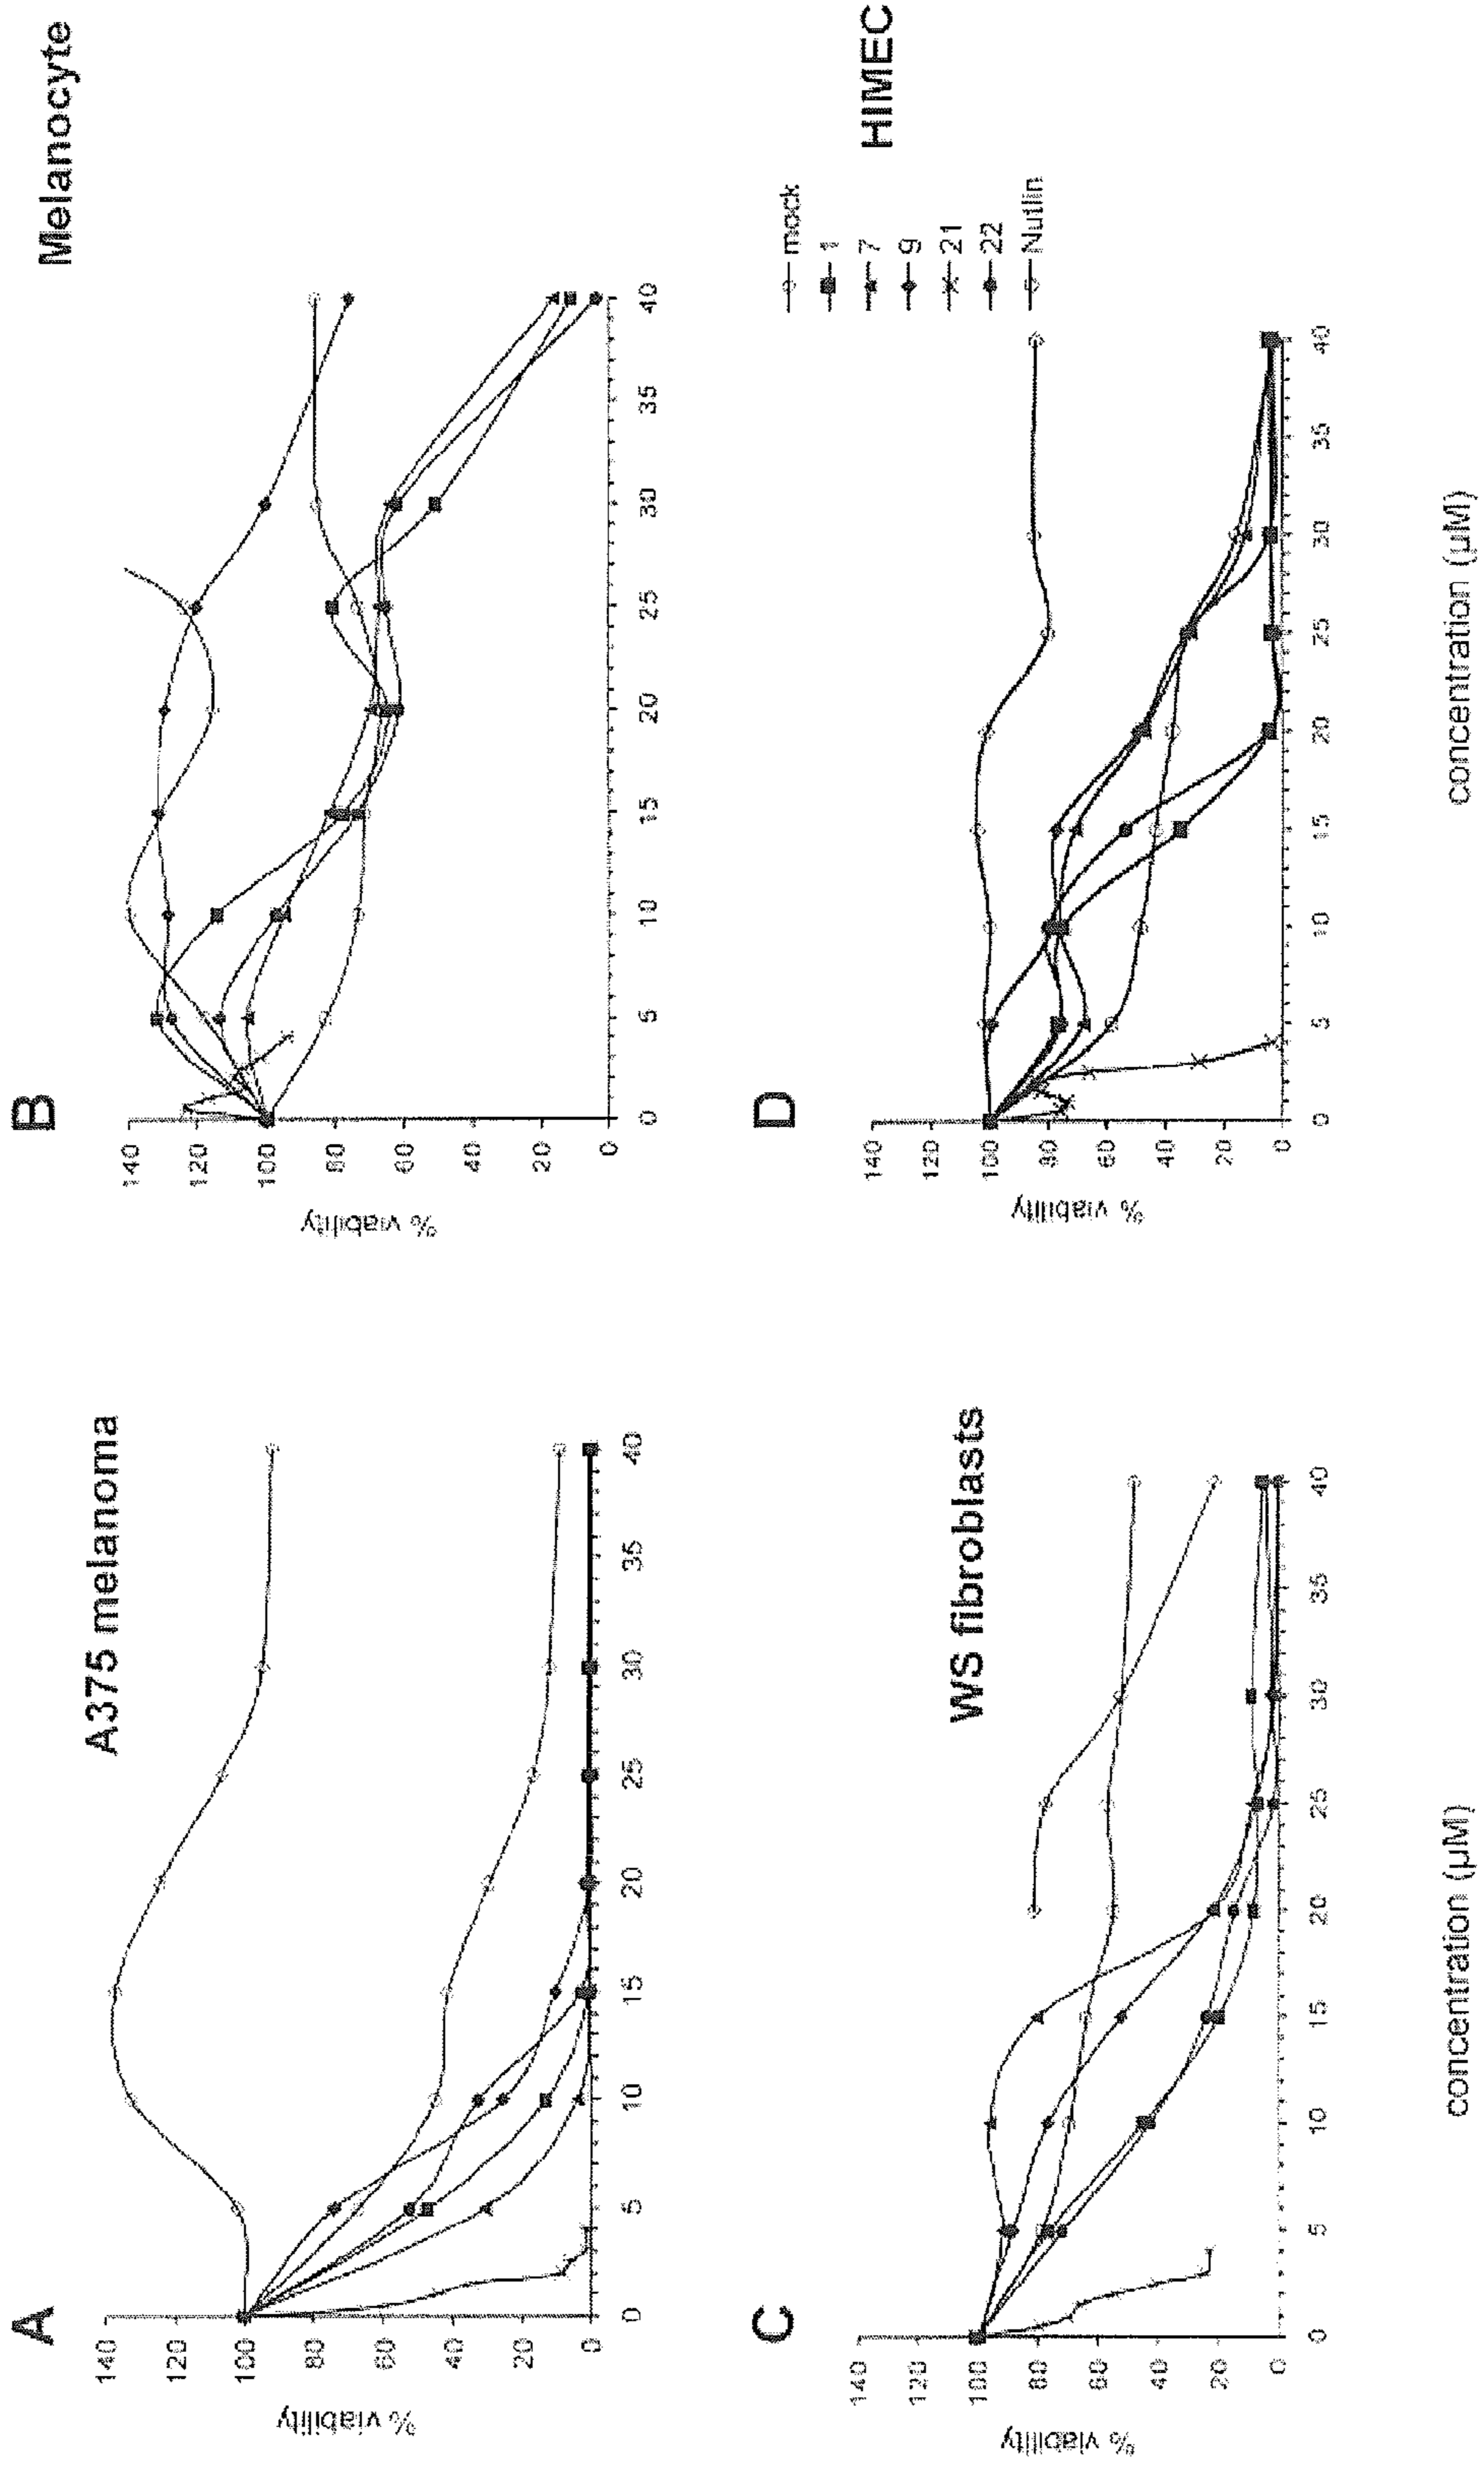 A
A375 melanoma
% viability
140
120
100
80
60
40
20
0
0 5 10 15 20 25 30 35 40
B
Melanocyte
% viability
140
120
100
80
60
40
20
0
0 5 10 15 20 25 30 35 40
C
WS fibroblasts
% viability
140
120
100
80
60
40
20
0
0 5 10 15 20 25 30 35 40
concentration (µM)
D
HIMEC
% viability
140
120
100
80
60
40
20
0
0 5 10 15 20 25 30 35 40
concentration (µM)
mock
1
7
9
21
22
Nutlin